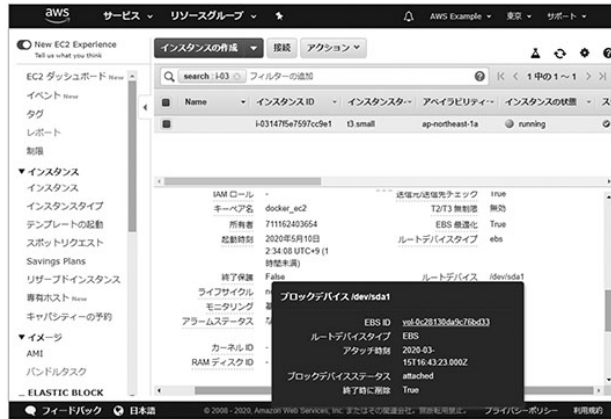 aws サービス リソースグループ AWS Example 東京 サポート
New EC2 Experience
Tell us what you think
インスタンスの作成 接続 アクション
EC2 ダッシュボード New
search : i-03 フィルターの追加 1 中の 1 ~ 1
イベント New
Name インスタンス ID インスタンスタ アベイラビリティ インスタンスの状態 ス
タグ
i-03147f5e7597cc9e1 t3.small ap-northeast-1a running
レポート
制限
インスタンス
インスタンス
インスタンスタイプ
テンプレートの起動
スポットリクエスト
Savings Plans
リザーブドインスタンス
専有ホスト New
キャパシティーの予約
イメージ
AMI
バンドルタスク
ELASTIC BLOCK
IAM ロール - 送信元/送信先チェック True
キーペア名 docker_ec2 T2/T3 無制限 無効
所有者 711162403654 EBS 最適化 True
起動時刻 2020年5月10日 ルートデバイスタイプ ebs
2:34:08 UTC+9 (1
時間未満)
終了保護 False ルートデバイス /dev/sda1
ライフサイクル
モニタリング
アラームステータス
カーネル ID -
RAM ディスク ID -
ブロックデバイス /dev/sda1
EBS ID vol-0c28130da9c76bd33
ルートデバイスタイプ EBS
アタッチ時刻 2020-03-
15T16:43:23.000Z
ブロックデバイスステータス attached
終了時に削除 True
フィードバック 日本語 © 2008 - 2020, Amazon Web Services, Inc. またはその関連会社。無断転用禁止。 プライバシーポリシー 利用規約